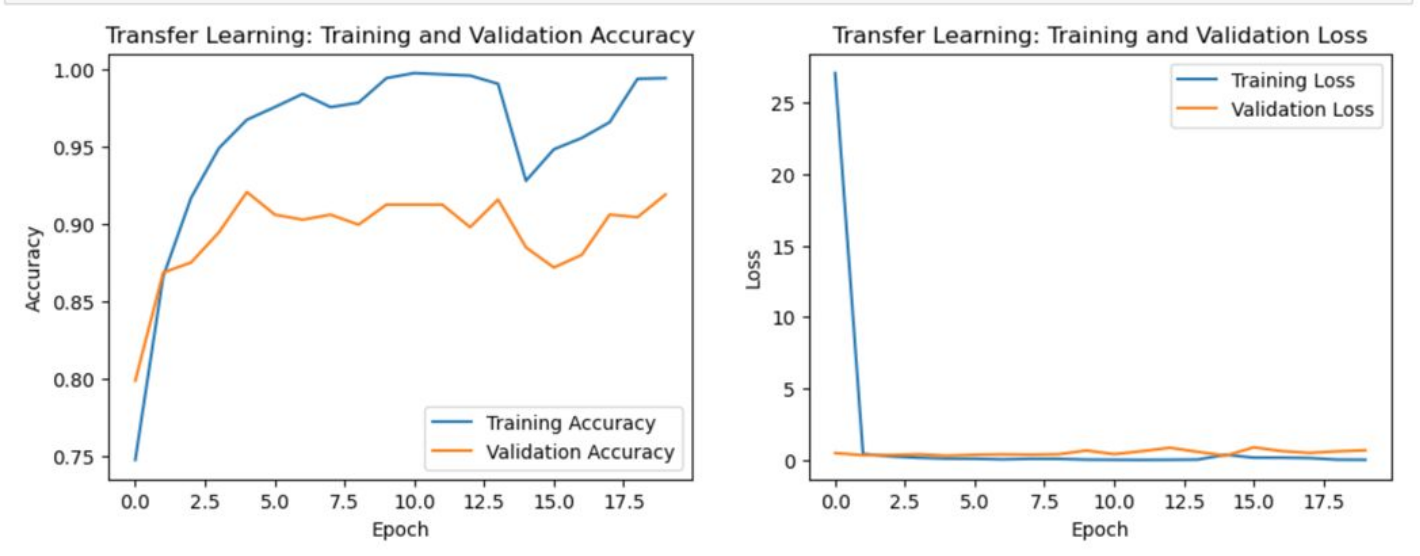 Transfer Learning: Training and Validation Accuracy
1.00
0.95
0.90
0.85
0.80
0.75
Accuracy
Training Accuracy
Validation Accuracy
0.0 2.5 5.0 7.5 10.0 12.5 15.0 17.5
Epoch
Transfer Learning: Training and Validation Loss
25
20
15
10
5
0
Loss
Training Loss
Validation Loss
0.0 2.5 5.0 7.5 10.0 12.5 15.0 17.5
Epoch